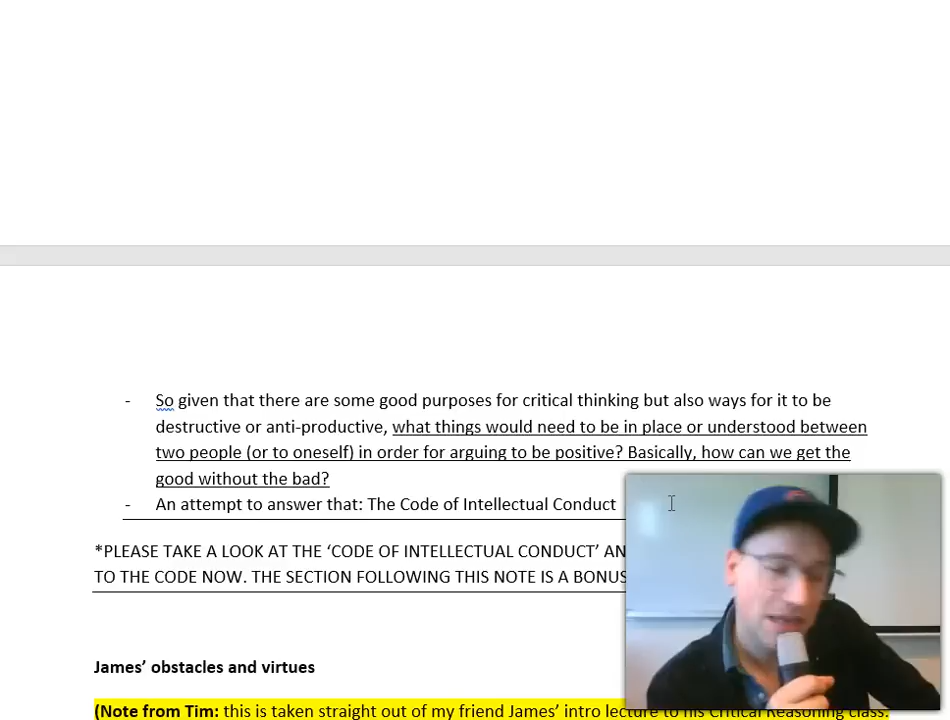 - So given that there are some good purposes for critical thinking but also ways for it to be
destructive or anti-productive, what things would need to be in place or understood between
two people (or to oneself) in order for arguing to be positive? Basically, how can we get the
good without the bad?
- An attempt to answer that: The Code of Intellectual Conduct
*PLEASE TAKE A LOOK AT THE ‘CODE OF INTELLECTUAL CONDUCT’ AN
TO THE CODE NOW. THE SECTION FOLLOWING THIS NOTE IS A BONUS
James’ obstacles and virtues
(Note from Tim: this is taken straight out of my friend James’ intro lecture to his Critical Reasoning class.